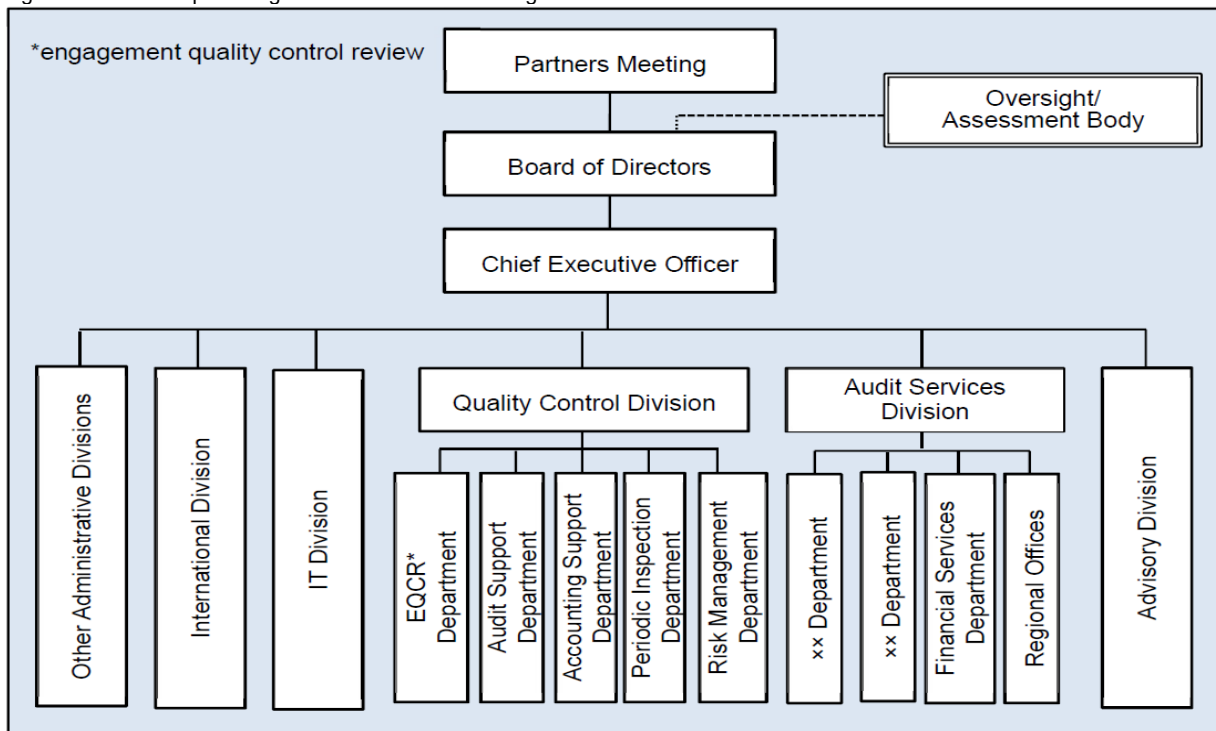 *engagement quality control review
Partners Meeting
Oversight/
Assessment Body
Board of Directors
Chief Executive Officer
Other Administrative Divisions
International Division
IT Division
Quality Control Division
EQCR*
Department
Audit Support
Department
Accounting Support
Department
Periodic Inspection
Department
Risk Management
Department
Audit Services
Division
×× Department
×× Department
Financial Services
Department
Regional Offices
Advisory Division